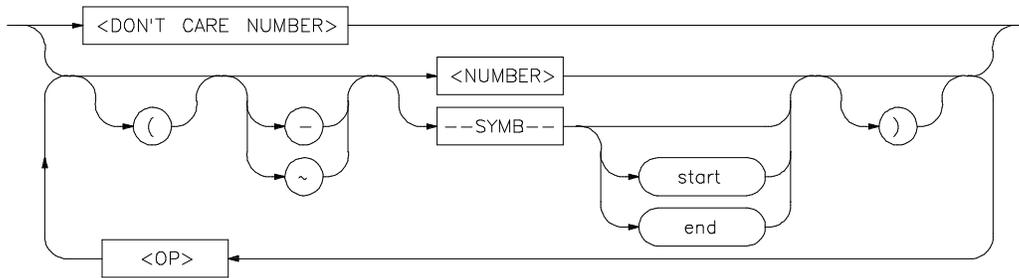 <DON'T CARE NUMBER>
<NUMBER>
( - --SYMB-- )
~ start
end
<OP>